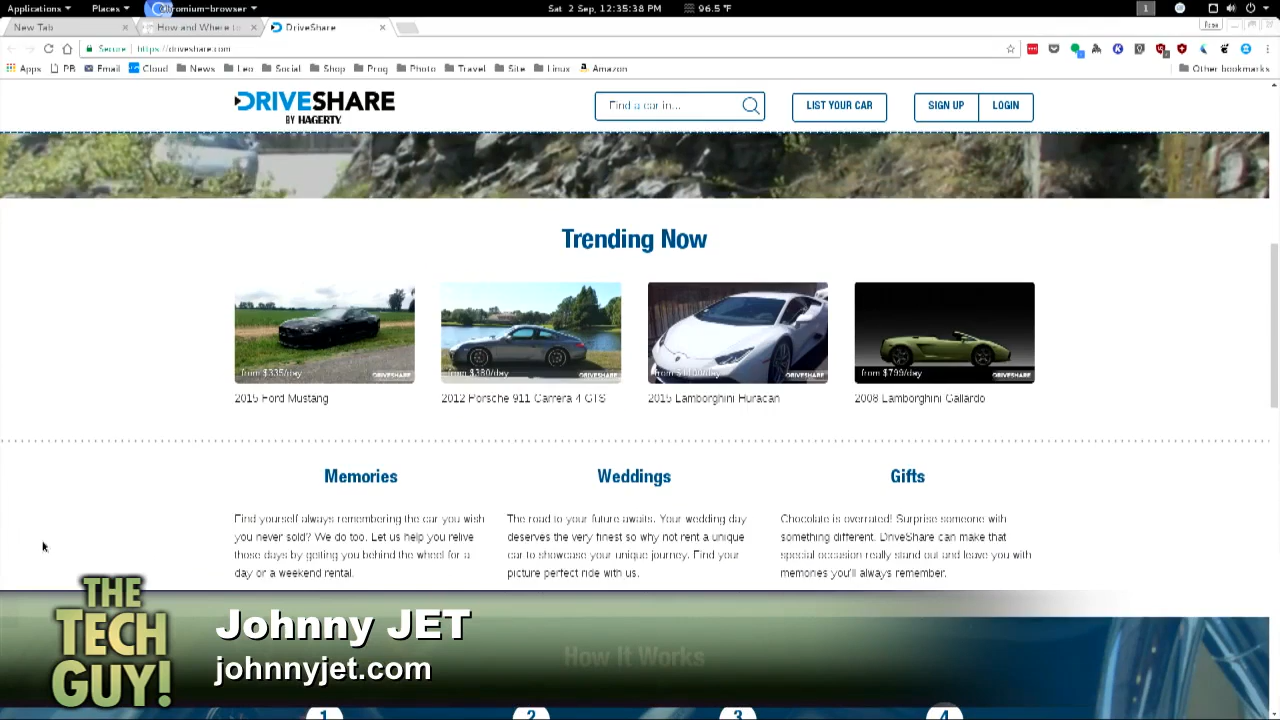 Applications Places Chromium-browser Sat 2 Sep, 12:35:38 PM 96.5 °F 1
New Tab How and Where to DriveShare
Secure https://driveshare.com
Apps PB Email Cloud News Leo Social Shop Prog Photo Travel Site Linux Amazon Other bookmarks
DRIVESHARE
BY HAGERTY
Find a car in...
LIST YOUR CAR
SIGN UP
LOGIN
Trending Now
from $335/day DRIVESHARE
2015 Ford Mustang
from $380/day DRIVESHARE
2012 Porsche 911 Carrera 4 GTS
DRIVESHARE
2015 Lamborghini Huracan
from $799/day DRIVESHARE
2008 Lamborghini Gallardo
Memories
Find yourself always remembering the car you wish
you never sold? We do too. Let us help you relive
those days by getting you behind the wheel for a
day or a weekend rental.
Weddings
The road to your future awaits. Your wedding day
deserves the very finest so why not rent a unique
car to showcase your unique journey. Find your
picture perfect ride with us.
Gifts
Chocolate is overrated! Surprise someone with
something different. DriveShare can make that
special occasion really stand out and leave you with
memories you'll always remember.
THE
TECH
GUY!
Johnny JET
johnnyjet.com
How It Works
1 2 3 4